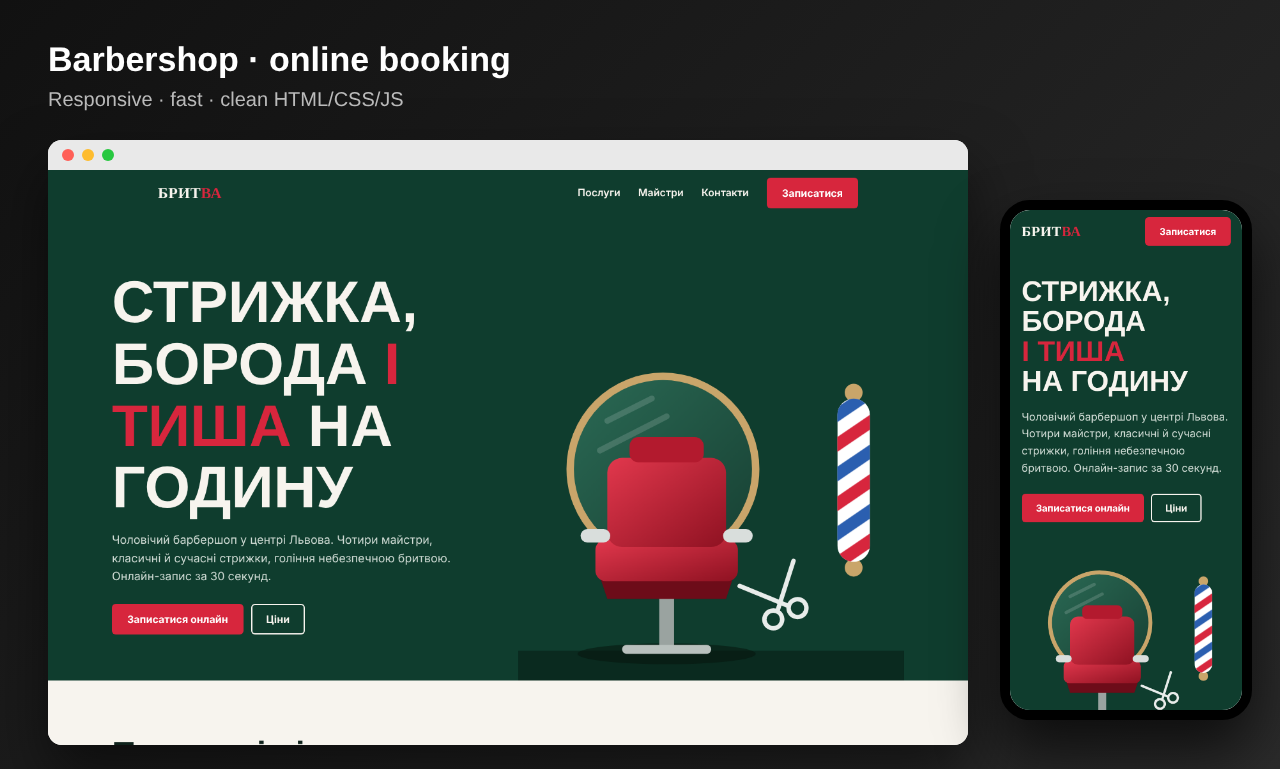 Barbershop · online booking
Responsive · fast · clean HTML/CSS/JS
БРИТВА
Послуги Майстри Контакти Записатися
СТРИЖКА,
БОРОДА І
ТИША НА
ГОДИНУ
Чоловічий барбершоп у центрі Львова. Чотири майстри,
класичні й сучасні стрижки, гоління небезпечною бритвою.
Онлайн-запис за 30 секунд.
Записатися онлайн Ціни
БРИТВА Записатися
СТРИЖКА,
БОРОДА
І ТИША
НА ГОДИНУ
Чоловічий барбершоп у центрі Львова.
Чотири майстри, класичні й сучасні
стрижки, гоління небезпечною
бритвою. Онлайн-запис за 30 секунд.
Записатися онлайн Ціни